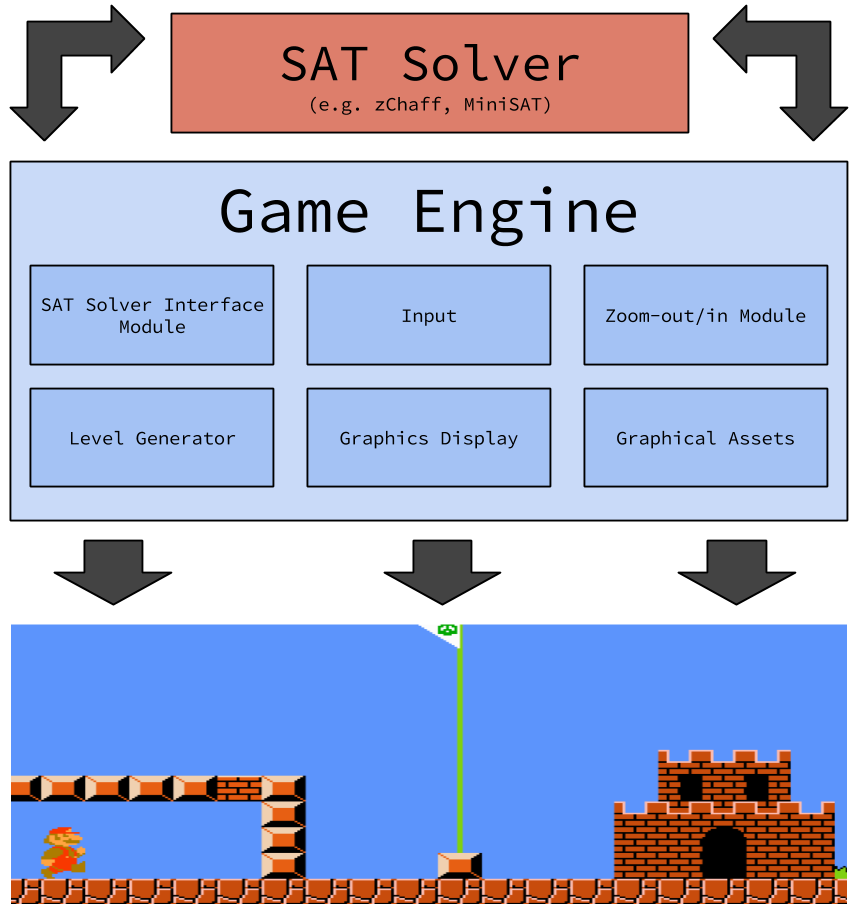 SAT Solver
(e.g. zChaff, MiniSAT)
Game Engine
SAT Solver Interface
Module
Input
Zoom-out/in Module
Level Generator
Graphics Display
Graphical Assets